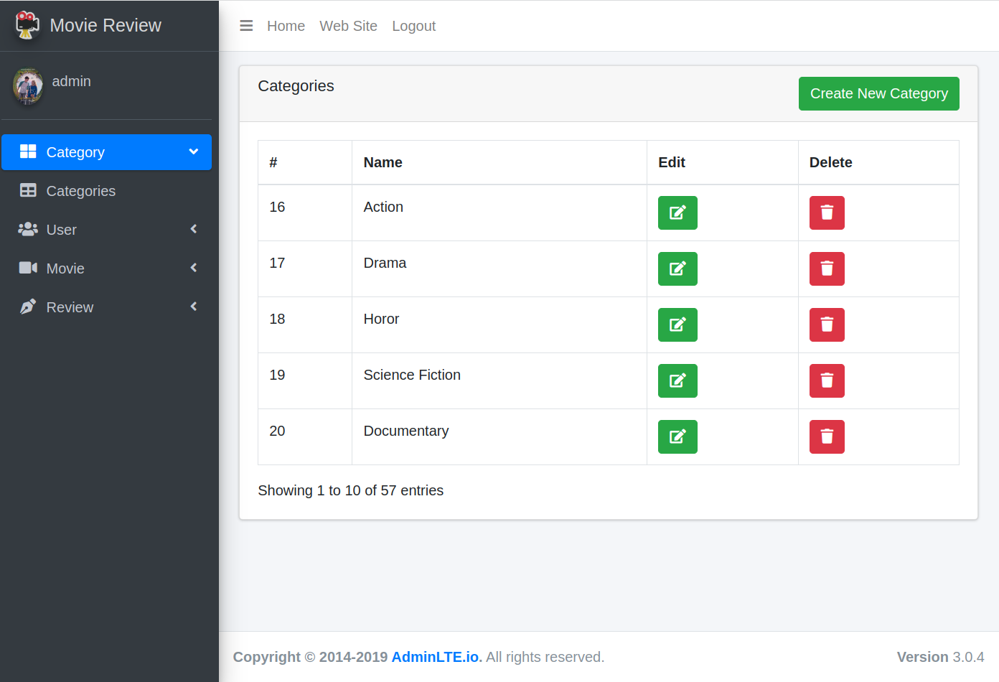 Movie Review
Home Web Site Logout
admin
Category
Categories
User
Movie
Review
Categories
Create New Category
# Name Edit Delete
16 Action
17 Drama
18 Horor
19 Science Fiction
20 Documentary
Showing 1 to 10 of 57 entries
Copyright © 2014-2019 AdminLTE.io. All rights reserved.
Version 3.0.4